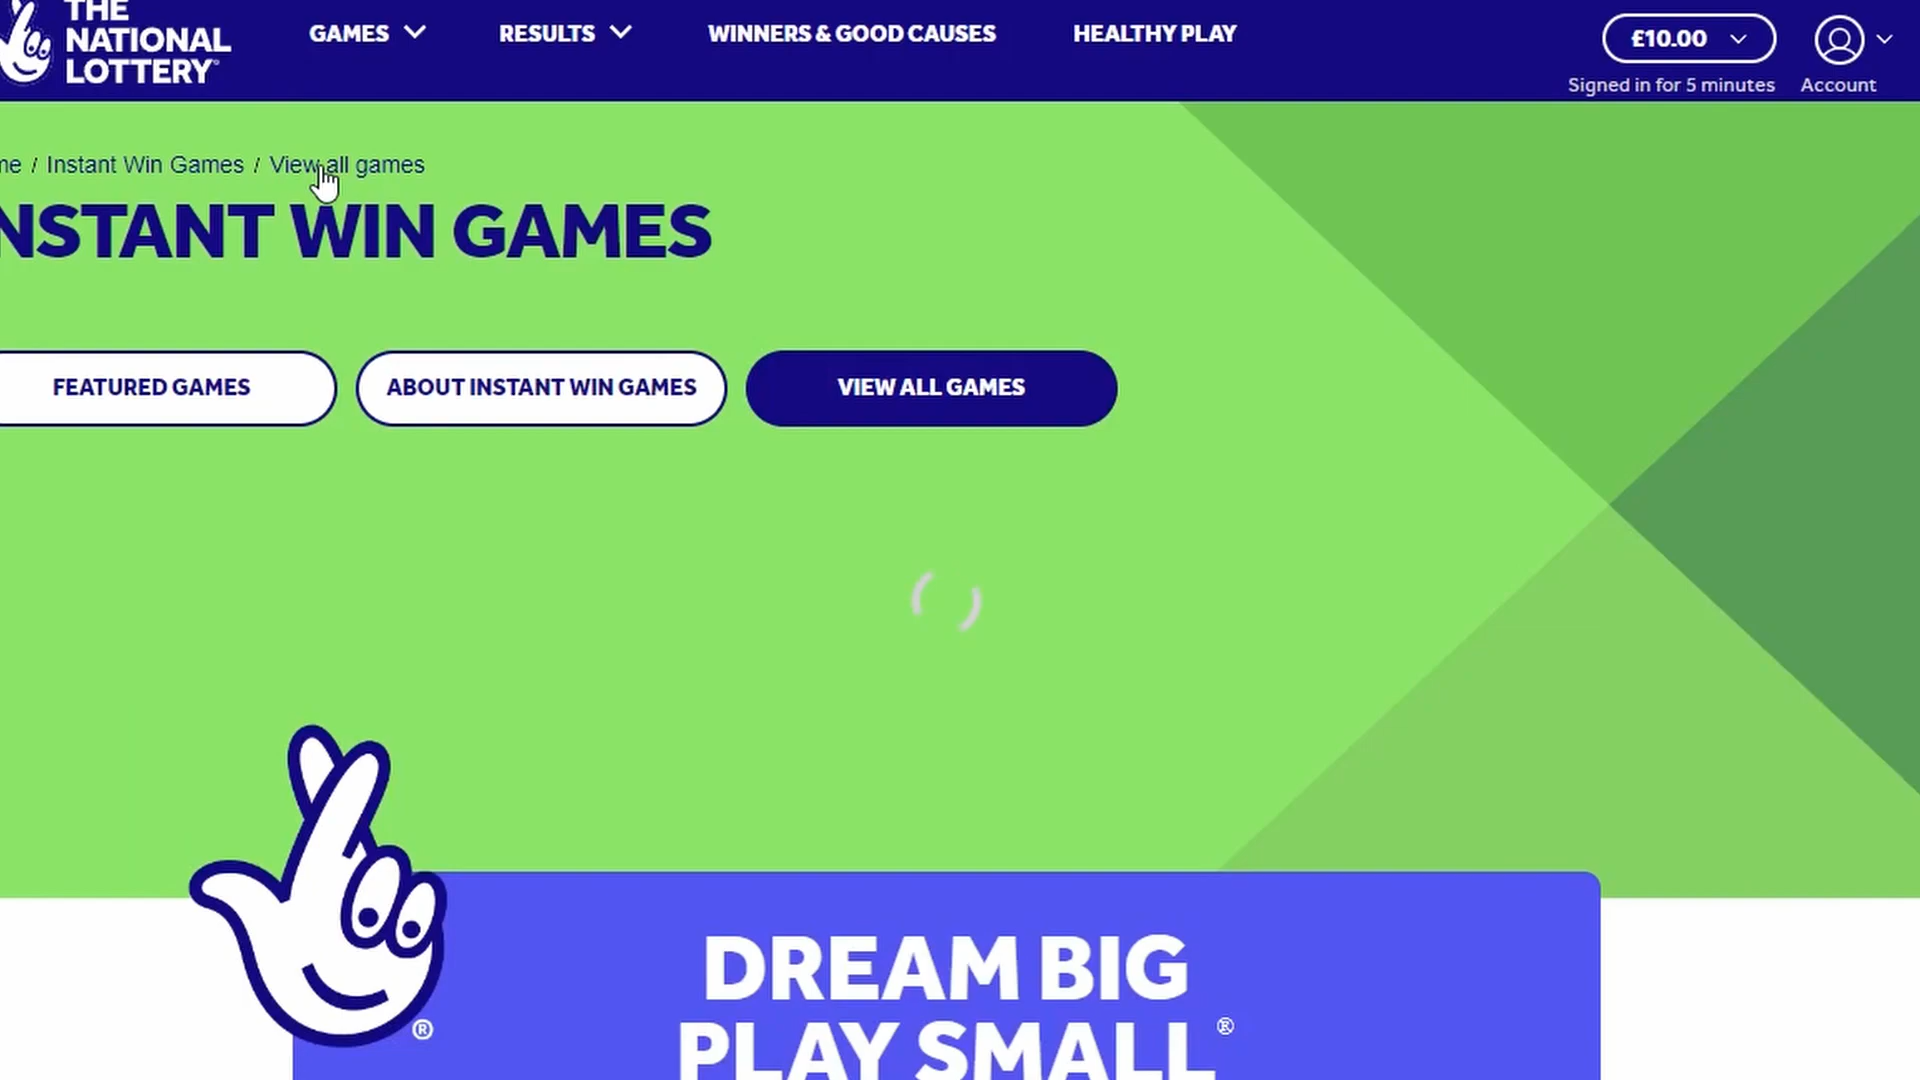 THE
NATIONAL
LOTTERY
GAMES
RESULTS
WINNERS & GOOD CAUSES
HEALTHY PLAY
£10.00
Signed in for 5 minutes
Account
me / Instant Win Games / View all games
NSTANT WIN GAMES
FEATURED GAMES
ABOUT INSTANT WIN GAMES
VIEW ALL GAMES
DREAM BIG
PLAY SMALL®
®